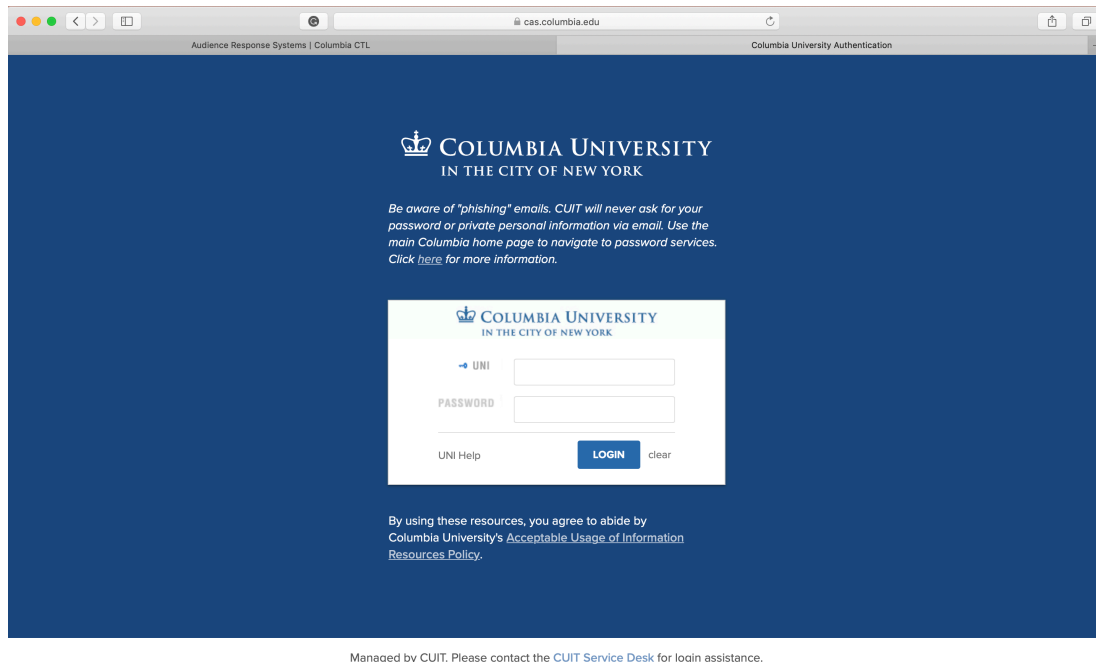 cas.columbia.edu
Audience Response Systems | Columbia CTL
Columbia University Authentication
COLUMBIA UNIVERSITY
IN THE CITY OF NEW YORK
Be aware of "phishing" emails. CUIT will never ask for your
password or private personal information via email. Use the
main Columbia home page to navigate to password services.
Click here for more information.
COLUMBIA UNIVERSITY
IN THE CITY OF NEW YORK
UNI
PASSWORD
UNI Help LOGIN clear
By using these resources, you agree to abide by
Columbia University's Acceptable Usage of Information
Resources Policy.
Managed by CUIT. Please contact the CUIT Service Desk for login assistance.